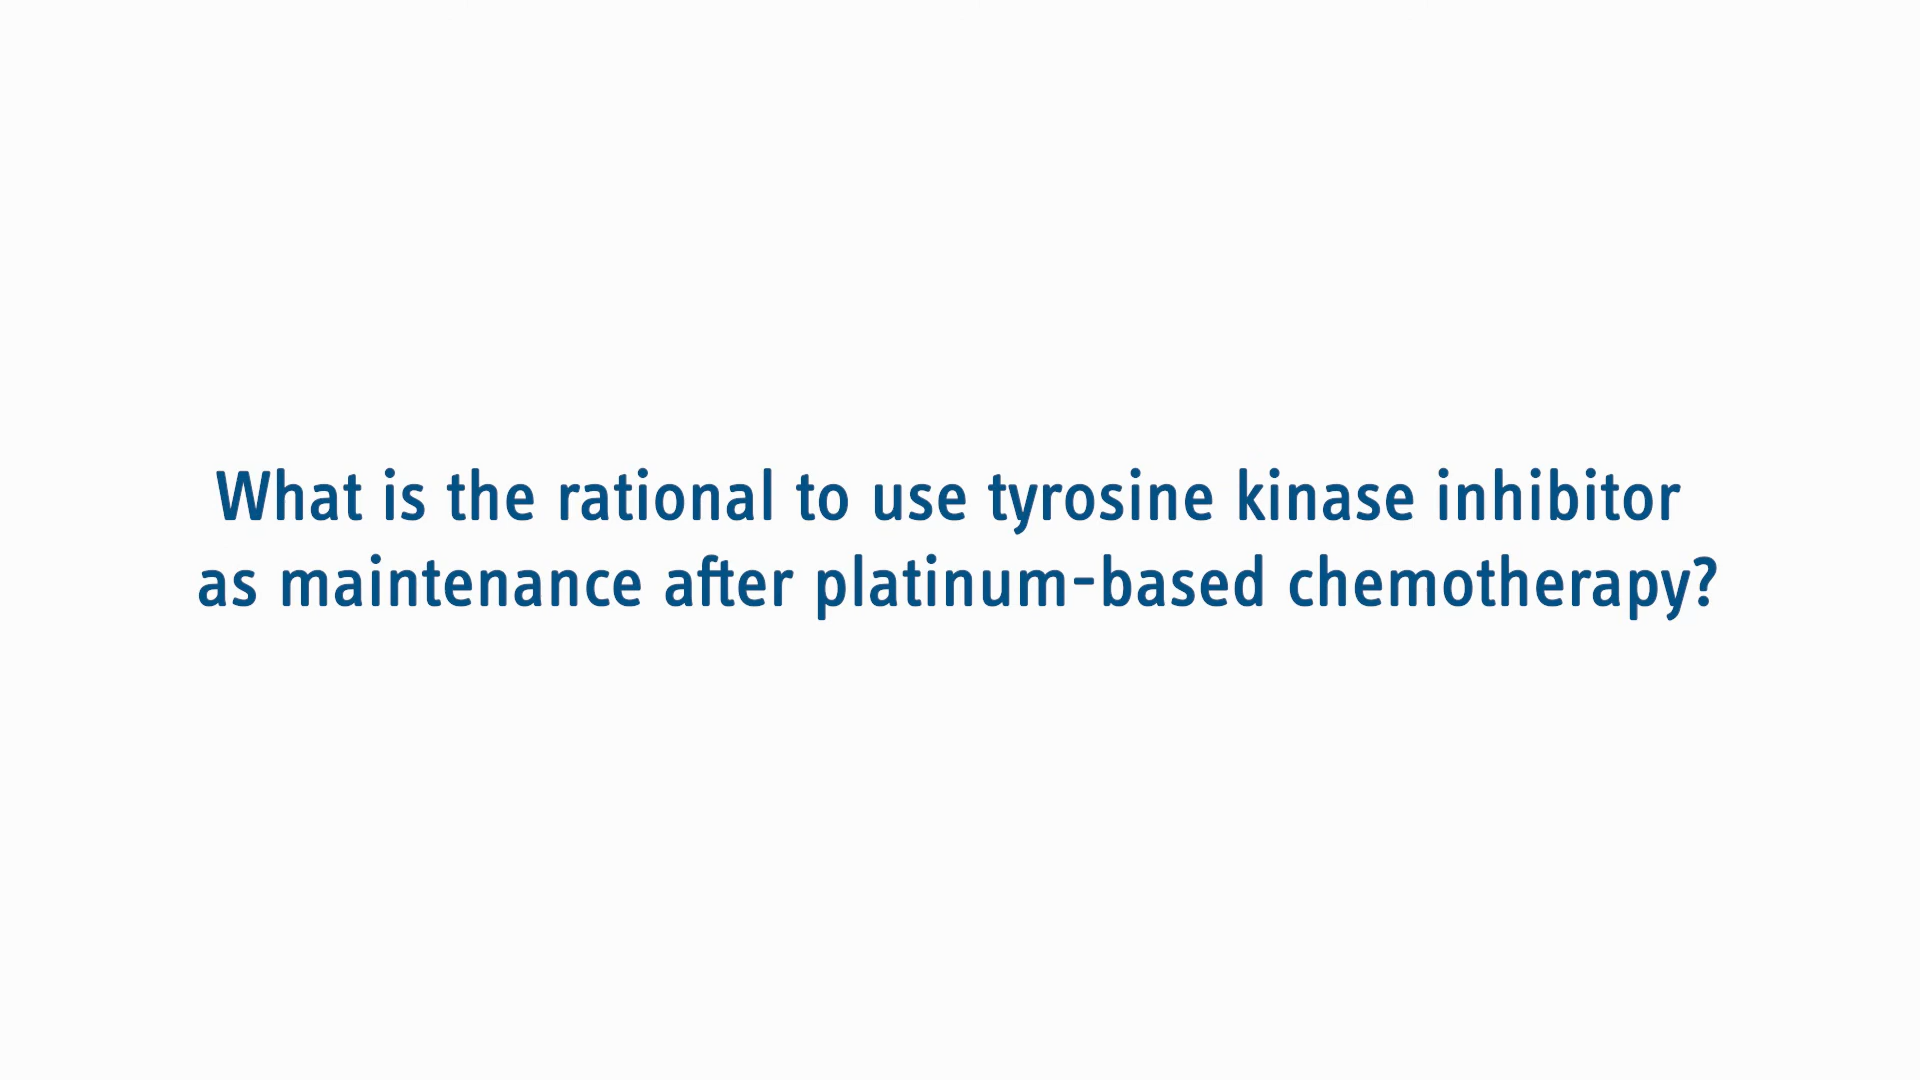 What is the rational to use tyrosine kinase inhibitor
as maintenance after platinum-based chemotherapy?